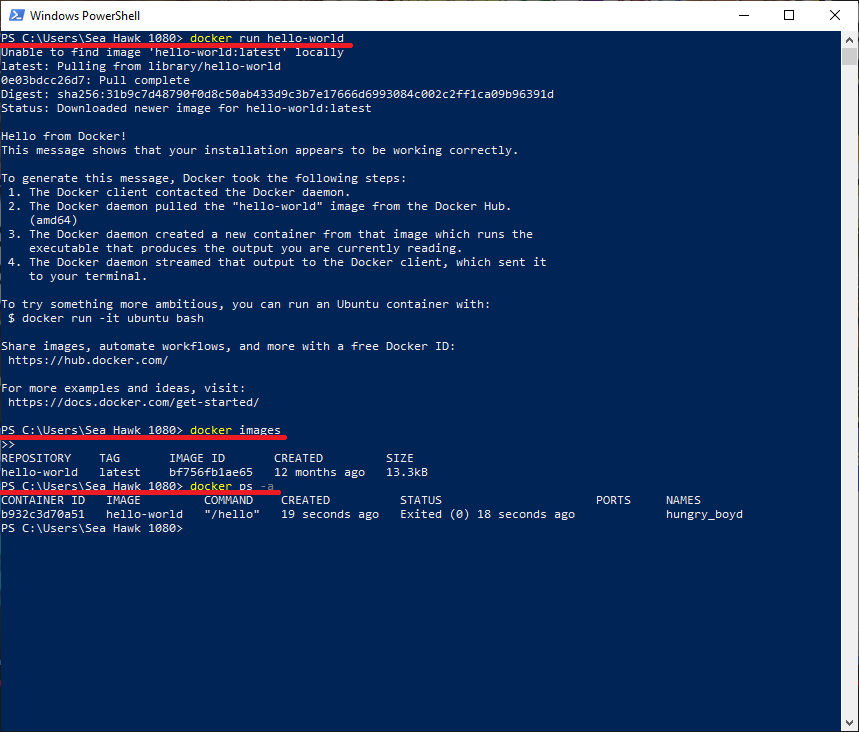 Windows PowerShell
PS C:\Users\Sea Hawk 1080> docker run hello-world
Unable to find image 'hello-world:latest' locally
latest: Pulling from library/hello-world
0e03bdcc26d7: Pull complete
Digest: sha256:31b9c7d48790f0d8c50ab433d9c3b7e17666d6993084c002c2ff1ca09b96391d
Status: Downloaded newer image for hello-world:latest
Hello from Docker!
This message shows that your installation appears to be working correctly.
To generate this message, Docker took the following steps:
1. The Docker client contacted the Docker daemon.
2. The Docker daemon pulled the "hello-world" image from the Docker Hub.
(amd64)
3. The Docker daemon created a new container from that image which runs the
executable that produces the output you are currently reading.
4. The Docker daemon streamed that output to the Docker client, which sent it
to your terminal.
To try something more ambitious, you can run an Ubuntu container with:
$ docker run -it ubuntu bash
Share images, automate workflows, and more with a free Docker ID:
https://hub.docker.com/
For more examples and ideas, visit:
https://docs.docker.com/get-started/
PS C:\Users\Sea Hawk 1080> docker images
>>
REPOSITORY TAG IMAGE ID CREATED SIZE
hello-world latest bf756fb1ae65 12 months ago 13.3kB
PS C:\Users\Sea Hawk 1080> docker ps -a
CONTAINER ID IMAGE COMMAND CREATED STATUS PORTS NAMES
b932c3d70a51 hello-world "/hello" 19 seconds ago Exited (0) 18 seconds ago hungry_boyd
PS C:\Users\Sea Hawk 1080>